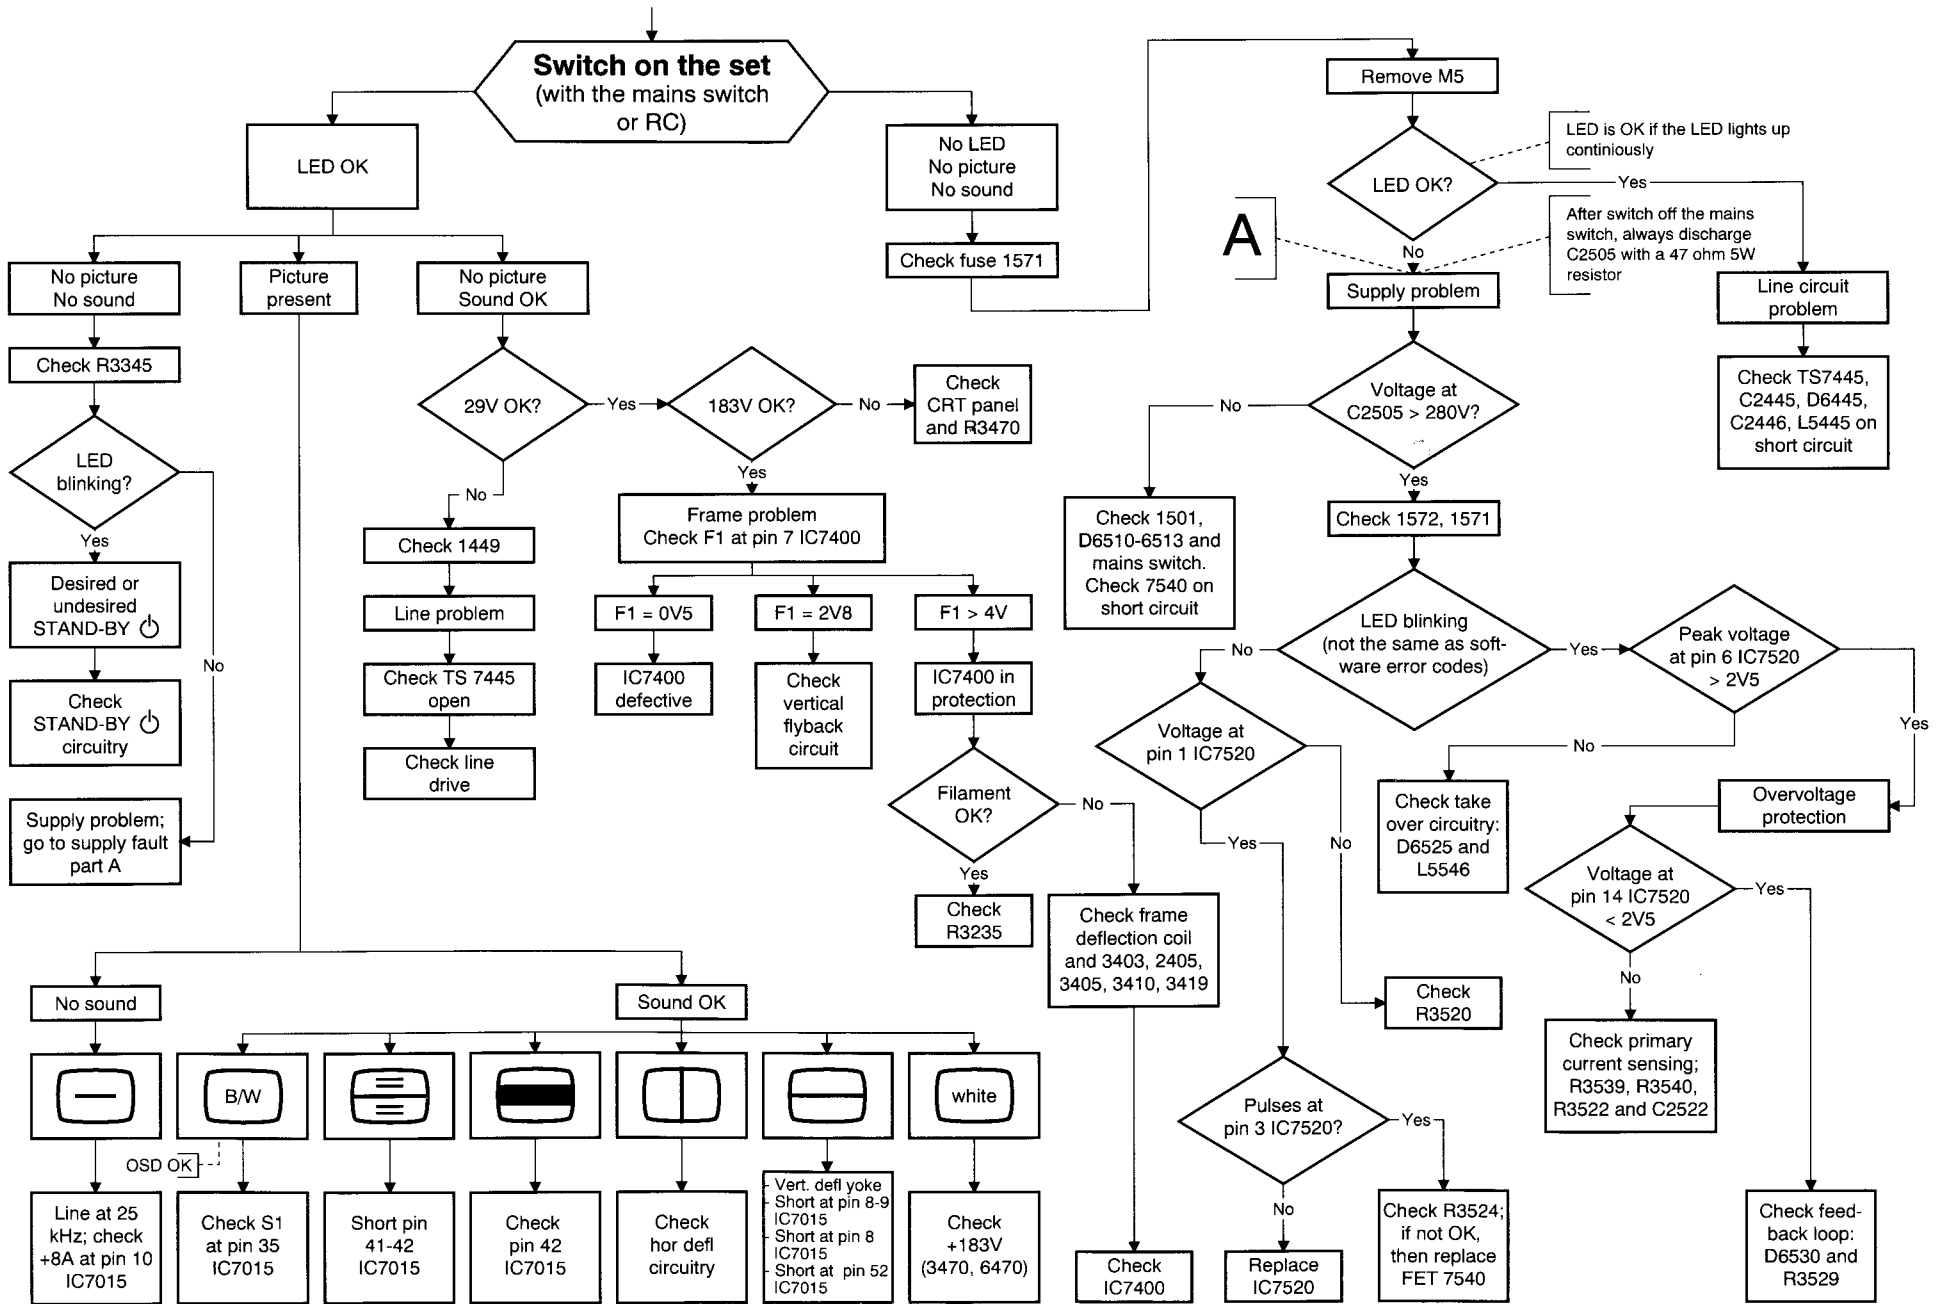 Switch on the set
(with the mains switch
or RC)
LED OK
No picture
No sound
Check R3345
LED
blinking?
Yes
Desired or
undesired
STAND-BY
Check
STAND-BY
circuitry
No
Supply problem;
go to supply fault
part A
Picture
present
No picture
Sound OK
29V OK?
Yes
183V OK?
No
Check
CRT panel
and R3470
No
Check 1449
Line problem
Check TS 7445
open
Check line
drive
Yes
Frame problem
Check F1 at pin 7 IC7400
F1 = 0V5
IC7400
defective
F1 = 2V8
Check
vertical
flyback
circuit
F1 > 4V
IC7400 in
protection
Filament
OK?
No
Yes
Check
R3235
Check frame
deflection coil
and 3403, 2405,
3405, 3410, 3419
Check
IC7400
No sound
Sound OK
B/W
white
OSD OK
Line at 25
kHz; check
+8A at pin 10
IC7015
Check S1
at pin 35
IC7015
Short pin
41-42
IC7015
Check
pin 42
IC7015
Check
hor defl
circuitry
Vert. defl yoke
Short at pin 8-9
IC7015
Short at pin 8
IC7015
Short at pin 52
IC7015
Check
+183V
(3470, 6470)
No LED
No picture
No sound
Check fuse 1571
Remove M5
LED OK?
LED is OK if the LED lights up
continiously
Yes
After switch off the mains
switch, always discharge
C2505 with a 47 ohm 5W
resistor
A
No
Supply problem
Line circuit
problem
Check TS7445,
C2445, D6445,
C2446, L5445 on
short circuit
Voltage at
C2505 > 280V?
No
Check 1501,
D6510-6513 and
mains switch.
Check 7540 on
short circuit
Yes
Check 1572, 1571
LED blinking
(not the same as soft-
ware error codes)
No
Yes
Peak voltage
at pin 6 IC7520
> 2V5
Yes
No
Check take
over circuitry:
D6525 and
L5546
Overvoltage
protection
Voltage at
pin 14 IC7520
< 2V5
Yes
No
Check primary
current sensing;
R3539, R3540,
R3522 and C2522
Check feed-
back loop:
D6530 and
R3529
Voltage at
pin 1 IC7520
Yes
No
Check
R3520
Pulses at
pin 3 IC7520?
Yes
No
Replace
IC7520
Check R3524;
if not OK,
then replace
FET 7540